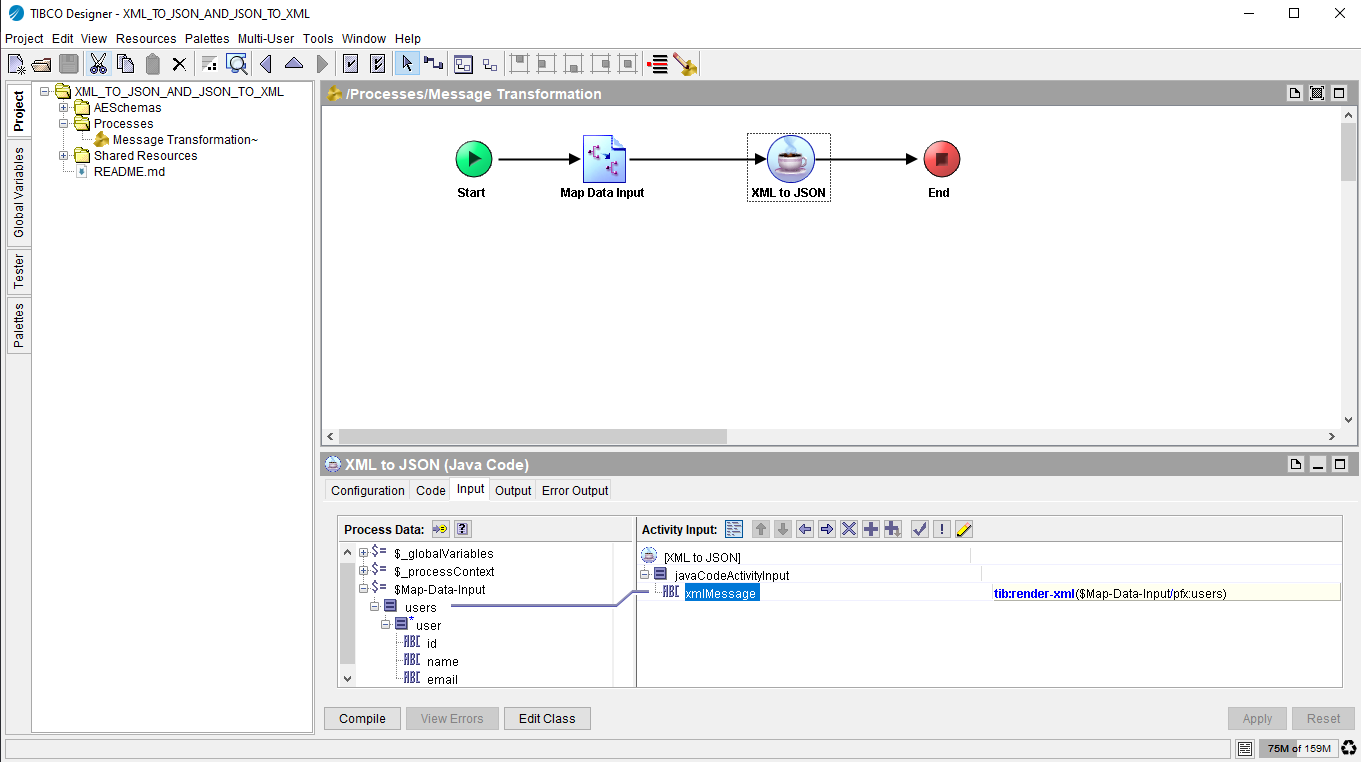 TIBCO Designer - XML_TO_JSON_AND_JSON_TO_XML
Project Edit View Resources Palettes Multi-User Tools Window Help
Project
Global Variables
Tester
Palettes
XML_TO_JSON_AND_JSON_TO_XML
AESchemas
Processes
Message Transformation~
Shared Resources
README.md
/Processes/Message Transformation
Start
Map Data Input
XML to JSON
End
XML to JSON (Java Code)
Configuration Code Input Output Error Output
Process Data:
$= $_globalVariables
$= $_processContext
$= $Map-Data-Input
users
* user
ABC id
ABC name
ABC email
Activity Input:
[XML to JSON]
javaCodeActivityInput
ABC xmlMessage tib:render-xml($Map-Data-Input/pfx:users)
Compile View Errors Edit Class Apply Reset
75M of 159M